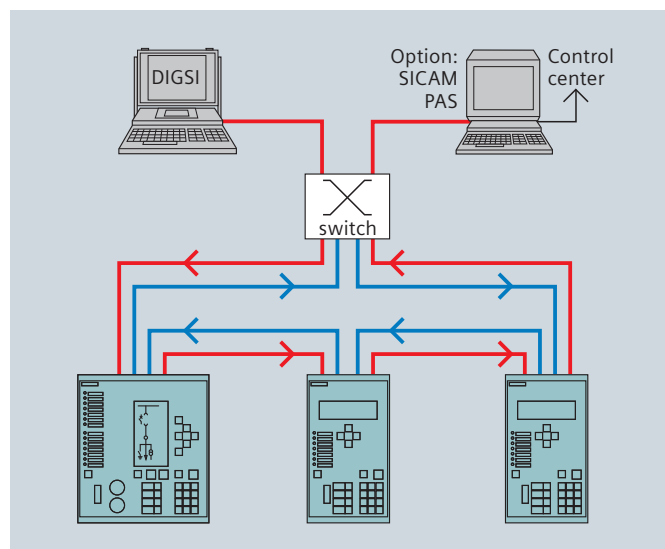 DIGSI
Option:
SICAM
PAS
Control
center
switch